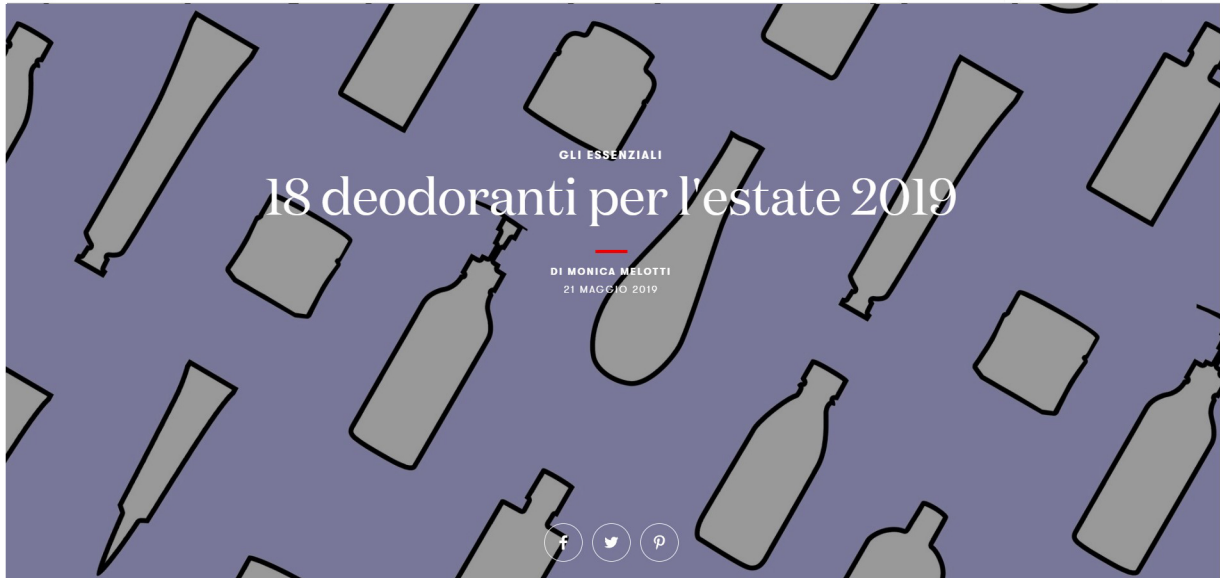 GLI ESSENZIALI
18 deodoranti per l'estate 2019
DI MONICA MELOTTI
21 MAGGIO 2019